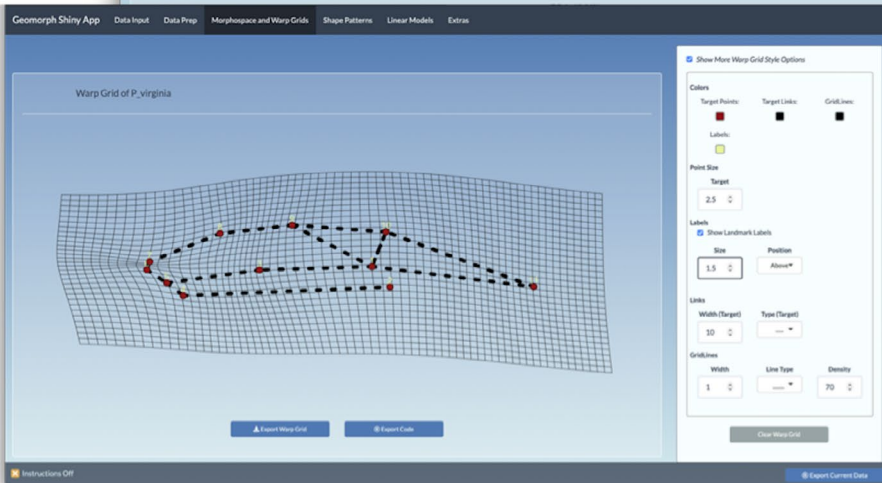 Geomorph Shiny App Data Input Data Prep Morphospace and Warp Grids Shape Patterns Linear Models Extras
Warp Grid of P_virginia
Export Warp Grid Export Code
Show More Warp Grid Style Options
Colors
Target Points: Target Links: GridLines:
Labels:
Point Size
Target
2.5
Labels
Show Landmark Labels
Size Position
1.5 Above
Links
Width (Target) Type (Target)
10
GridLines
Width Line Type Density
1 70
Clear Warp Grid
Instructions Off
Export Current Data